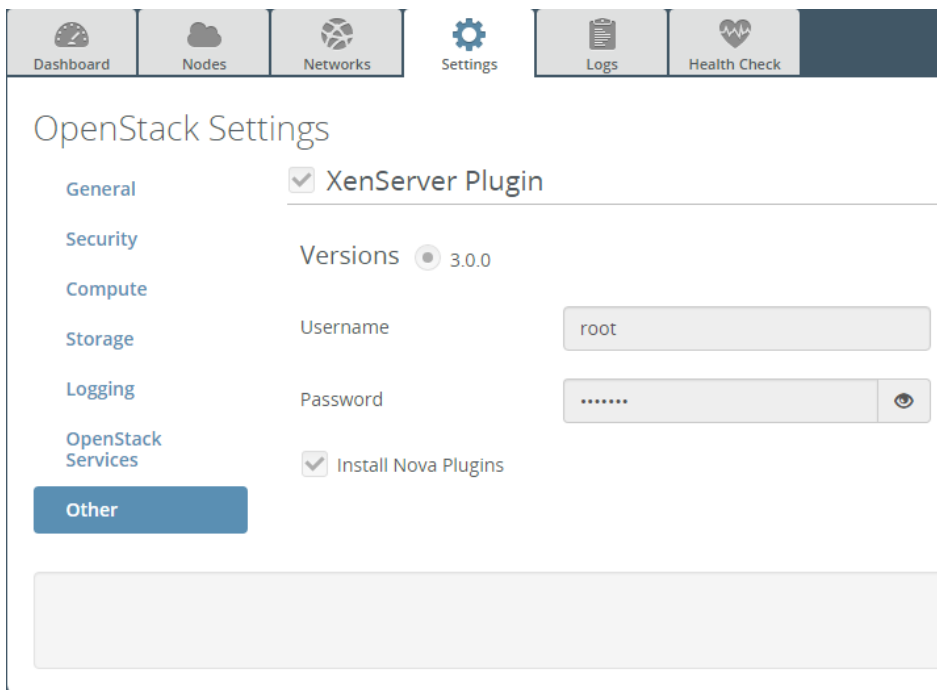 Dashboard Nodes Networks Settings Logs Health Check
OpenStack Settings
General
Security
Compute
Storage
Logging
OpenStack
Services
Other
XenServer Plugin
Versions 3.0.0
Username root
Password •••••••
Install Nova Plugins